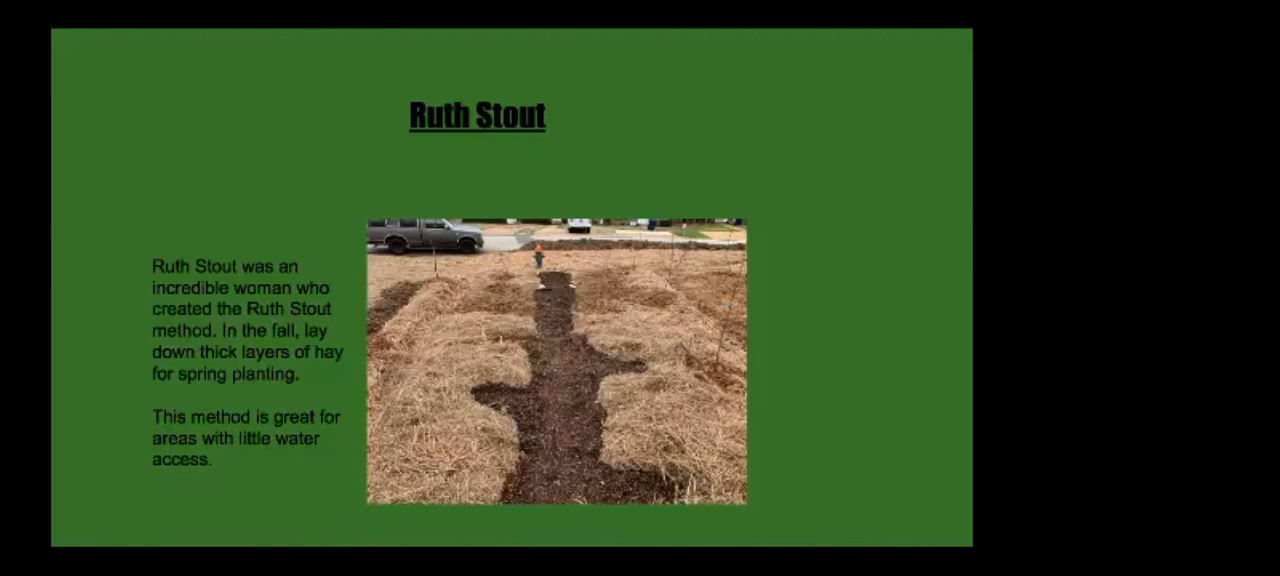 Ruth Stout
Ruth Stout was an
incredible woman who
created the Ruth Stout
method. In the fall, lay
down thick layers of hay
for spring planting.
This method is great for
areas with little water
access.